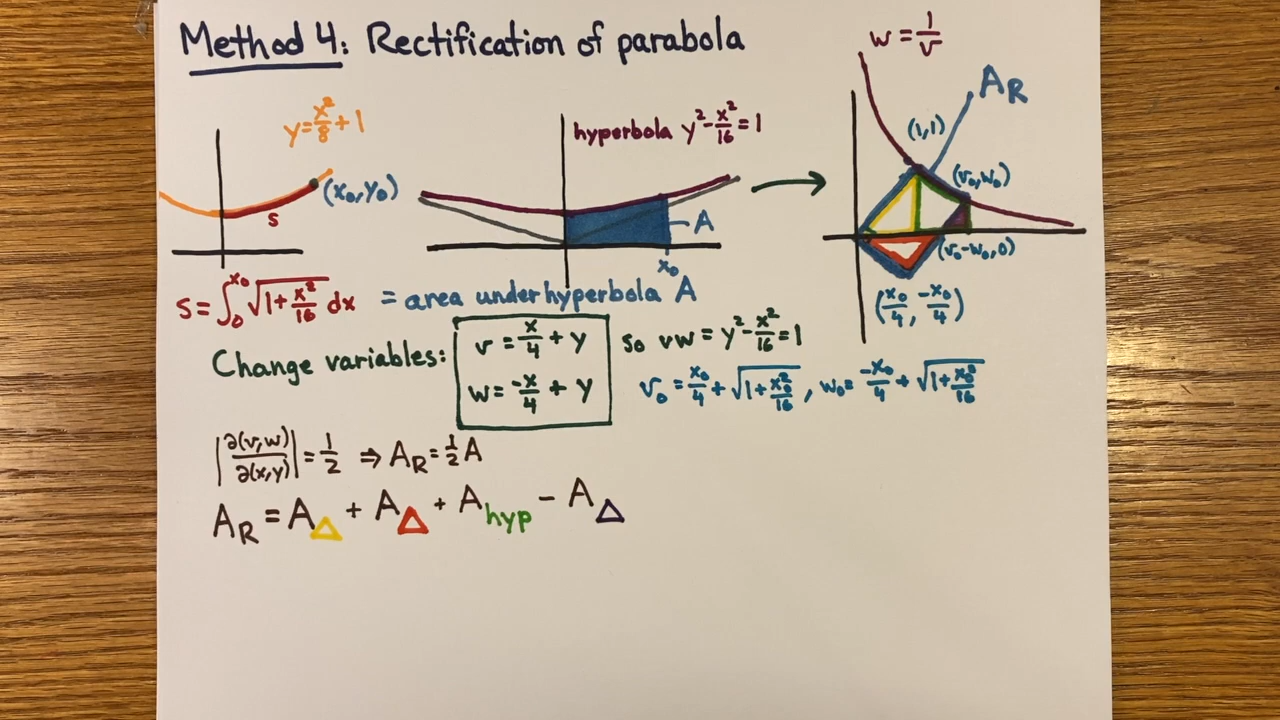 Method 4: Rectification of parabola
w = 1/v
A_R
y = x²/8 + 1
hyperbola y² - x²/16 = 1
(1,1)
(x₀, y₀)
(v₀, w₀)
s
A
(v₀-w₀, 0)
x₀
s = ∫₀^x₀ √(1 + x²/16) dx = area under hyperbola A
(x₀/4, -x₀/4)
Change variables: v = x/4 + y so vw = y² - x²/16 = 1
w = -x/4 + y v₀ = x₀/4 + √(1 + x₀²/16), w₀ = -x₀/4 + √(1 + x₀²/16)
|∂(v,w)/∂(x,y)| = 1/2 ⇒ A_R = 1/2 A
A_R = A_△ + A_△ + A_hyp - A_△